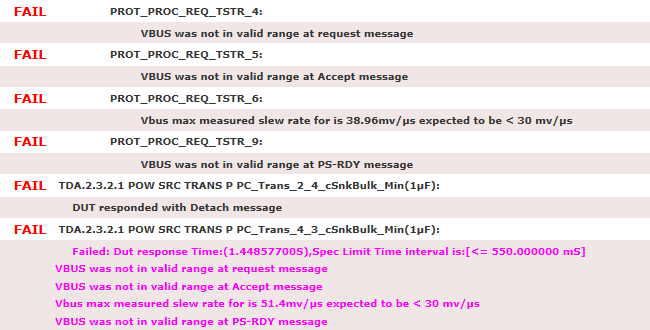 FAIL PROT_PROC_REQ_TSTR_4:
VBUS was not in valid range at request message
FAIL PROT_PROC_REQ_TSTR_5:
VBUS was not in valid range at Accept message
FAIL PROT_PROC_REQ_TSTR_6:
Vbus max measured slew rate for is 38.96mv/µs expected to be < 30 mv/µs
FAIL PROT_PROC_REQ_TSTR_9:
VBUS was not in valid range at PS-RDY message
FAIL TDA.2.3.2.1 POW SRC TRANS P PC_Trans_2_4_cSnkBulk_Min(1µF):
DUT responded with Detach message
FAIL TDA.2.3.2.1 POW SRC TRANS P PC_Trans_4_3_cSnkBulk_Min(1µF):
Failed: Dut response Time:(1.44857700S),Spec Limit Time interval is:[<= 550.000000 mS]
VBUS was not in valid range at request message
VBUS was not in valid range at Accept message
Vbus max measured slew rate for is 51.4mv/µs expected to be < 30 mv/µs
VBUS was not in valid range at PS-RDY message